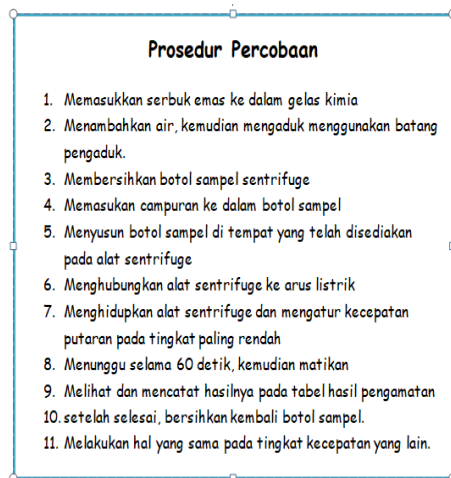 Prosedur Percobaan
1. Memasukkan serbuk emas ke dalam gelas kimia
2. Menambahkan air, kemudian mengaduk menggunakan batang
pengaduk.
3. Membersihkan botol sampel sentrifuge
4. Memasukan campuran ke dalam botol sampel
5. Menyusun botol sampel di tempat yang telah disediakan
pada alat sentrifuge
6. Menghubungkan alat sentrifuge ke arus listrik
7. Menghidupkan alat sentrifuge dan mengatur kecepatan
putaran pada tingkat paling rendah
8. Menunggu selama 60 detik, kemudian matikan
9. Melihat dan mencatat hasilnya pada tabel hasil pengamatan
10. setelah selesai, bersihkan kembali botol sampel.
11. Melakukan hal yang sama pada tingkat kecepatan yang lain.